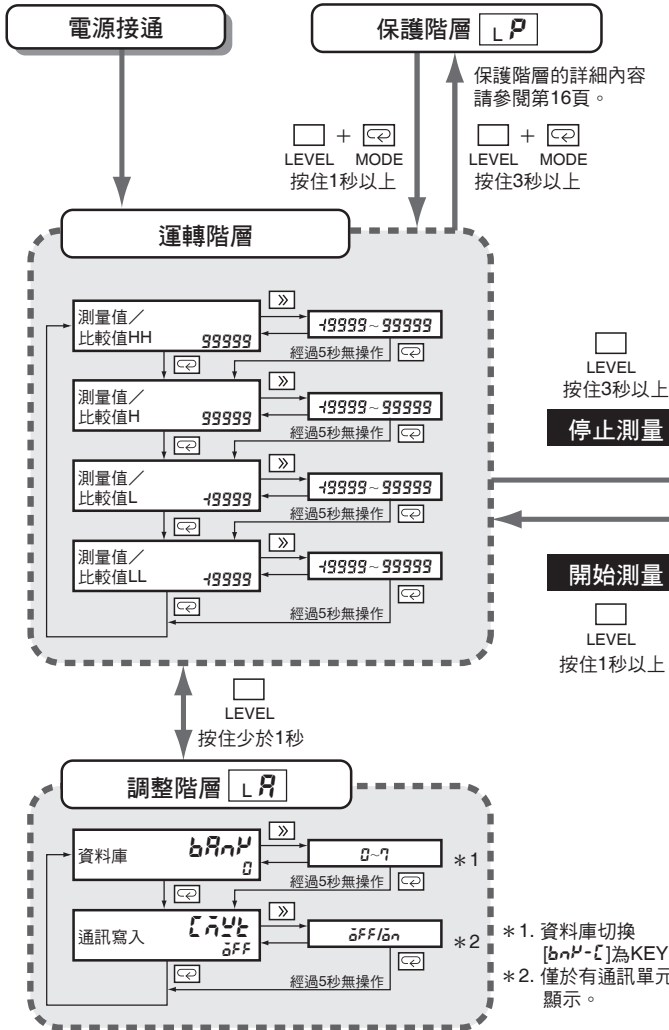 電源接通
保護階層 LP
保護階層的詳細內容
請參閱第16頁。
+
LEVEL MODE
按住1秒以上
+
LEVEL MODE
按住3秒以上
運轉階層
測量值／
比較值HH 99999
-19999~99999
經過5秒無操作
測量值／
比較值H 99999
-19999~99999
經過5秒無操作
測量值／
比較值L -19999
-19999~99999
經過5秒無操作
測量值／
比較值LL -19999
-19999~99999
經過5秒無操作
LEVEL
按住3秒以上
停止測量
開始測量
LEVEL
按住1秒以上
LEVEL
按住少於1秒
調整階層 LA
資料庫 bAnK
0
0~7
*1
經過5秒無操作
通訊寫入 CMWT
oFF
oFF/on
*2
經過5秒無操作
*1. 資料庫切換
[bnK-C]為KEY
*2. 僅於有通訊單元
顯示。